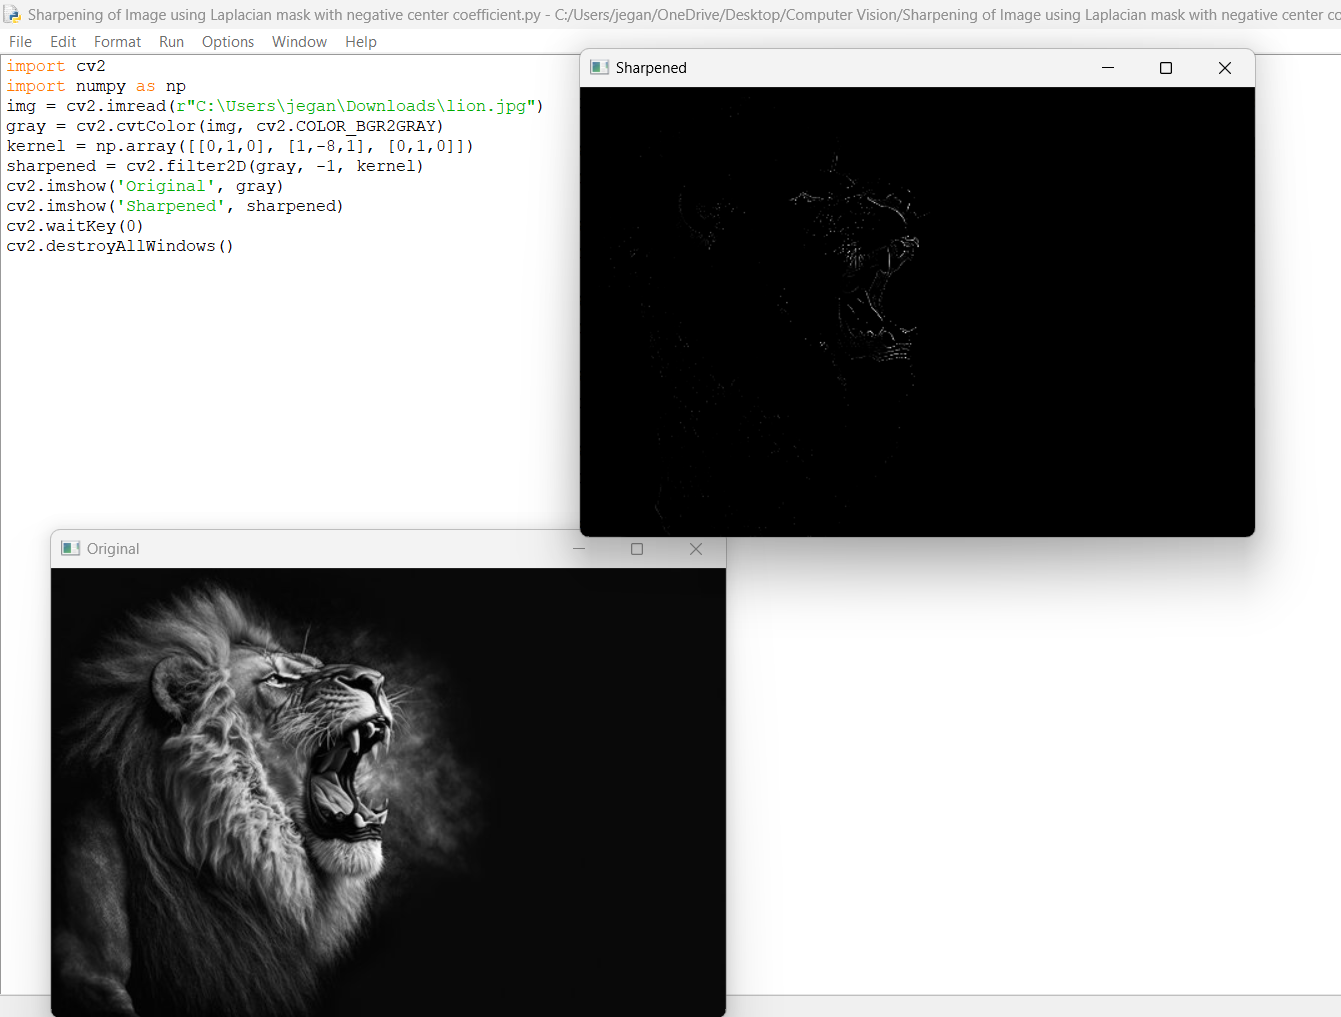 Sharpening of Image using Laplacian mask with negative center coefficient.py - C:/Users/jegan/OneDrive/Desktop/Computer Vision/Sharpening of Image using Laplacian mask with negative center co
File Edit Format Run Options Window Help
import cv2
import numpy as np
img = cv2.imread(r"C:\Users\jegan\Downloads\lion.jpg")
gray = cv2.cvtColor(img, cv2.COLOR_BGR2GRAY)
kernel = np.array([[0,1,0], [1,-8,1], [0,1,0]])
sharpened = cv2.filter2D(gray, -1, kernel)
cv2.imshow('Original', gray)
cv2.imshow('Sharpened', sharpened)
cv2.waitKey(0)
cv2.destroyAllWindows()
Sharpened
Original